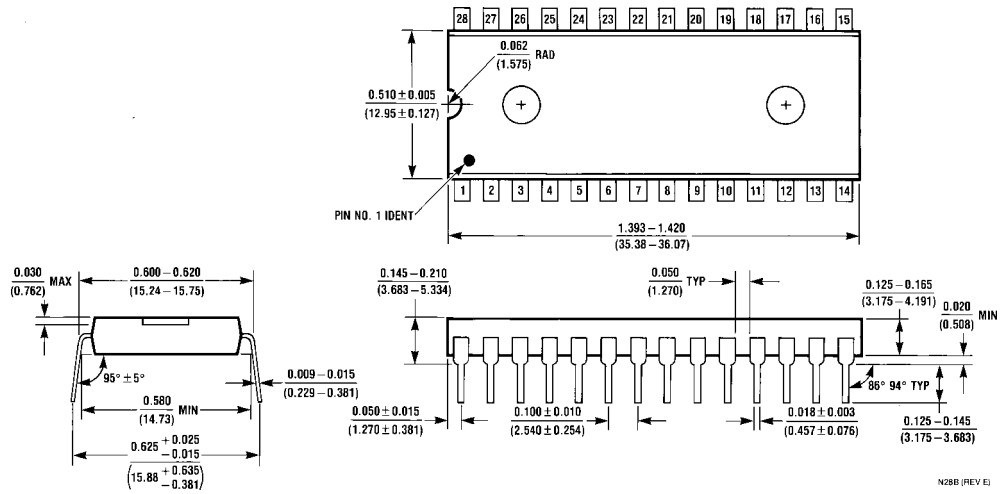 28 27 26 25 24 23 22 21 20 19 18 17 16 15
0.062
(1.575)
RAD
0.510 ± 0.005
(12.95 ± 0.127)
1 2 3 4 5 6 7 8 9 10 11 12 13 14
PIN NO. 1 IDENT
1.393 – 1.420
(35.38 – 36.07)
0.030
(0.762)
MAX
0.600 – 0.620
(15.24 – 15.75)
95° ± 5°
0.009 – 0.015
(0.229 – 0.381)
0.580
(14.73)
MIN
0.625 + 0.025
– 0.015
(15.88 + 0.635
– 0.381)
0.145 – 0.210
(3.683 – 5.334)
0.050
(1.270)
TYP
0.125 – 0.165
(3.175 – 4.191)
0.020
(0.508)
MIN
86° 94° TYP
0.050 ± 0.015
(1.270 ± 0.381)
0.100 ± 0.010
(2.540 ± 0.254)
0.018 ± 0.003
(0.457 ± 0.076)
0.125 – 0.145
(3.175 – 3.683)
N28B (REV E)